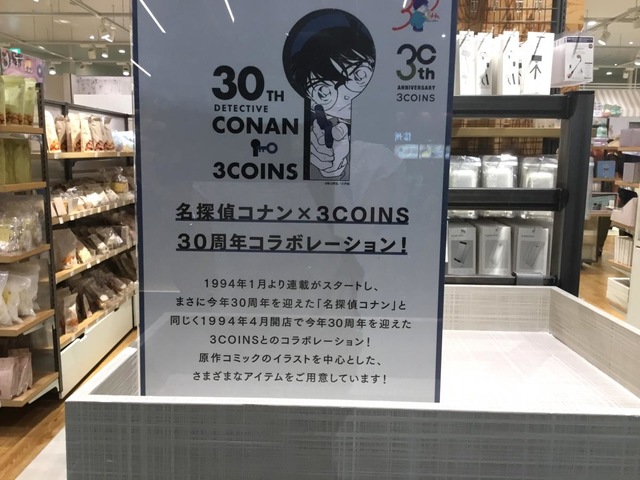 30TH
DETECTIVE
CONAN
3COINS
30th
ANNIVERSARY
3COINS
名探偵コナン×3COINS
30周年コラボレーション!
1994年1月より連載がスタートし、
まさに今年30周年を迎えた「名探偵コナン」と
同じく1994年4月開店で今年30周年を迎えた
3COINSとのコラボレーション!
原作コミックのイラストを中心とした、
さまざまなアイテムをご用意しています!